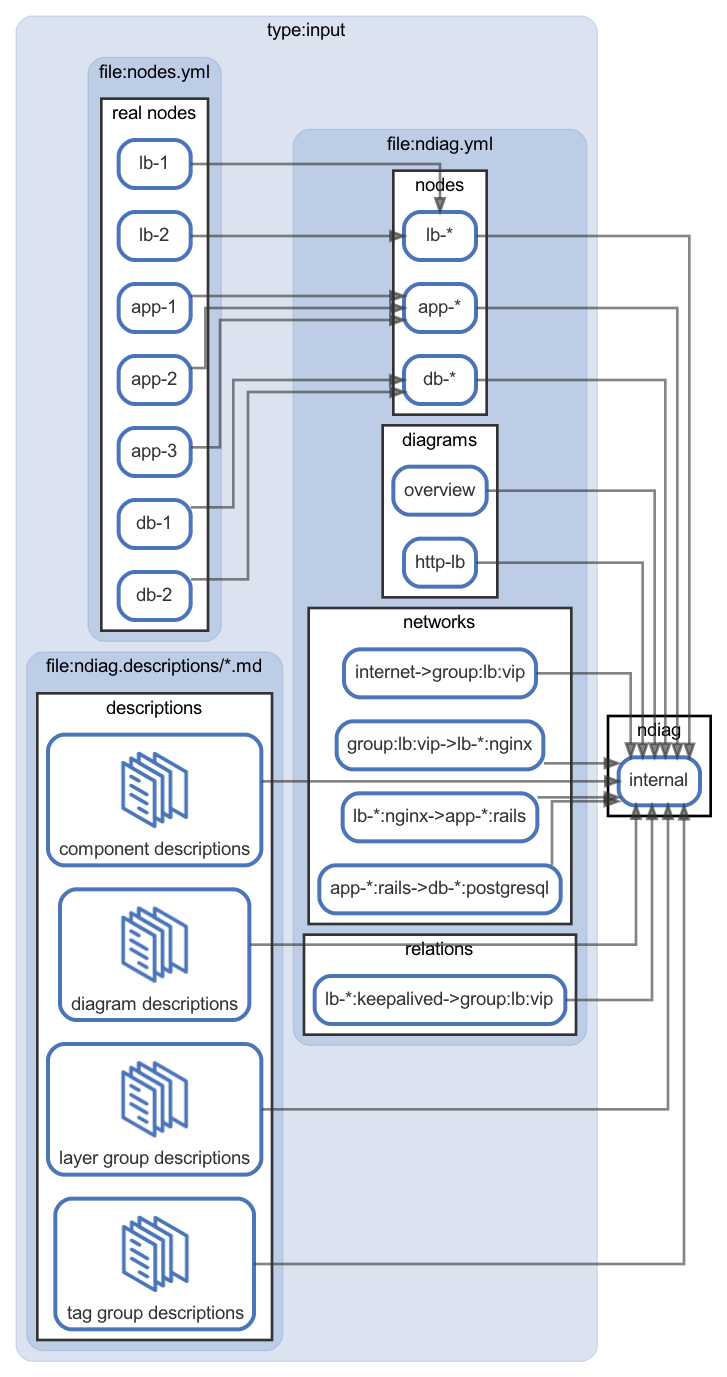 type:input
file:nodes.yml
real nodes
lb-1
lb-2
app-1
app-2
app-3
db-1
db-2
file:ndiag.yml
nodes
lb-*
app-*
db-*
diagrams
overview
http-lb
networks
internet->group:lb:vip
group:lb:vip->lb-*:nginx
lb-*:nginx->app-*:rails
app-*:rails->db-*:postgresql
relations
lb-*:keepalived->group:lb:vip
file:ndiag.descriptions/*.md
descriptions
component descriptions
diagram descriptions
layer group descriptions
tag group descriptions
ndiag
internal